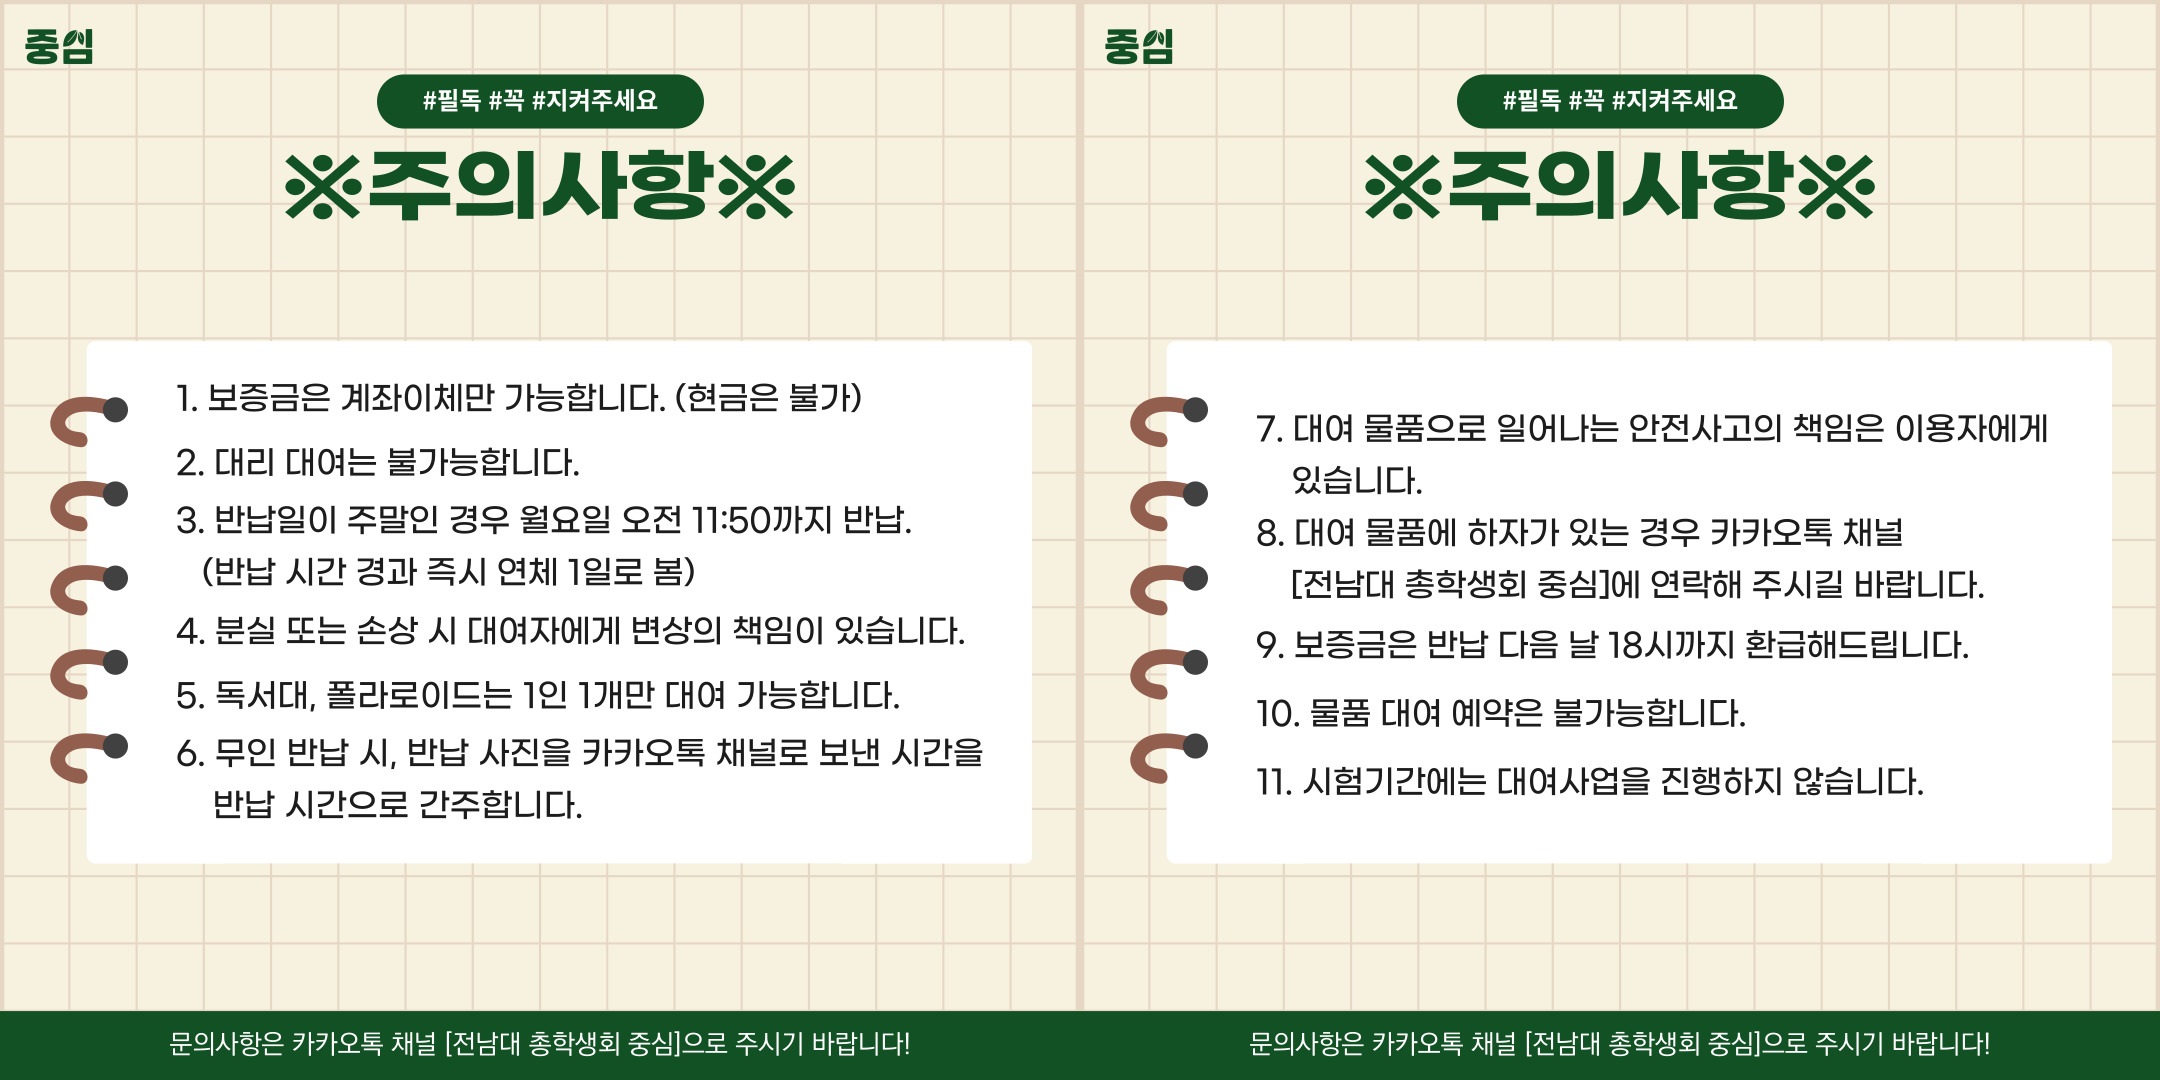 중심
#필독 #꼭 #지켜주세요
※주의사항※
1. 보증금은 계좌이체만 가능합니다. (현금은 불가)
2. 대리 대여는 불가능합니다.
3. 반납일이 주말인 경우 월요일 오전 11:50까지 반납.
(반납 시간 경과 즉시 연체 1일로 봄)
4. 분실 또는 손상 시 대여자에게 변상의 책임이 있습니다.
5. 독서대, 폴라로이드는 1인 1개만 대여 가능합니다.
6. 무인 반납 시, 반납 사진을 카카오톡 채널로 보낸 시간을
반납 시간으로 간주합니다.
문의사항은 카카오톡 채널 [전남대 총학생회 중심]으로 주시기 바랍니다!
중심
#필독 #꼭 #지켜주세요
※주의사항※
7. 대여 물품으로 일어나는 안전사고의 책임은 이용자에게
있습니다.
8. 대여 물품에 하자가 있는 경우 카카오톡 채널
[전남대 총학생회 중심]에 연락해 주시길 바랍니다.
9. 보증금은 반납 다음 날 18시까지 환급해드립니다.
10. 물품 대여 예약은 불가능합니다.
11. 시험기간에는 대여사업을 진행하지 않습니다.
문의사항은 카카오톡 채널 [전남대 총학생회 중심]으로 주시기 바랍니다!